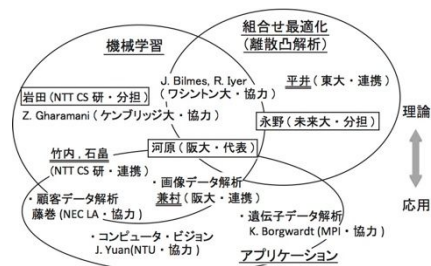 機械学習
組合せ最適化
(離散凸解析)
J. Bilmes, R. Iyer
(ワシントン大・協力)
平井(東大・連携)
岩田(NTT CS 研・分担)
Z. Gharamani(ケンブリッジ大・協力)
永野(未来大・分担)
理論
河原(阪大・代表)
竹内, 石畠
(NTT CS 研・連携)
・画像データ解析
兼村(阪大・連携)
応用
・顧客データ解析
藤巻(NEC LA・協力)
・遺伝子データ解析
K. Borgwardt (MPI・協力)
・コンピュータ・ビジョン
J. Yuan(NTU・協力)
アプリケーション